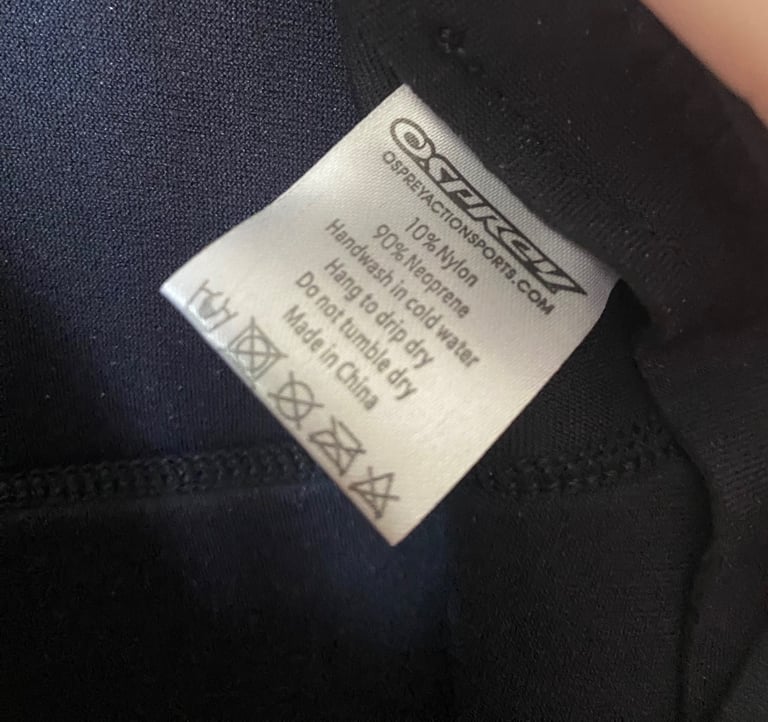 OSPREY
OSPREYACTIONSPORTS.COM
10% Nylon
90% Neoprene
Handwash in cold water
Hang to drip dry
Do not tumble dry
Made in China